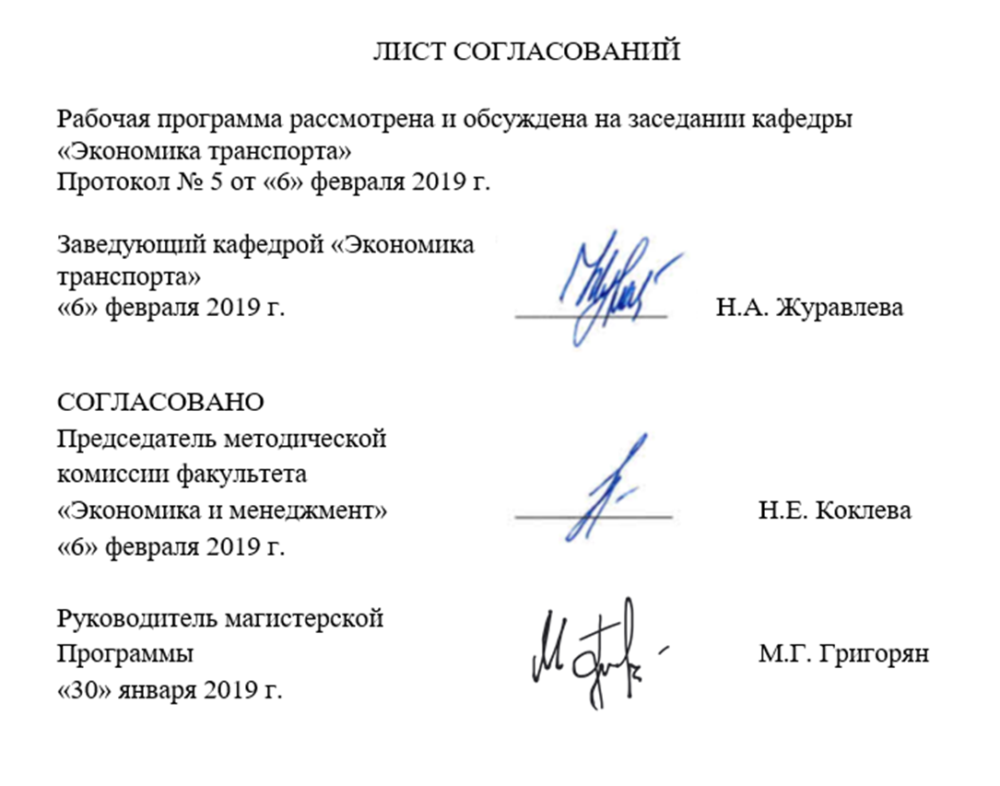 ЛИСТ СОГЛАСОВАНИЙ
Рабочая программа рассмотрена и обсуждена на заседании кафедры
«Экономика транспорта»
Протокол № 5 от «6» февраля 2019 г.
Заведующий кафедрой «Экономика
транспорта»
«6» февраля 2019 г.
Н.А. Журавлева
СОГЛАСОВАНО
Председатель методической
комиссии факультета
«Экономика и менеджмент»
Н.Е. Коклева
«6» февраля 2019 г.
Руководитель магистерской
Программы
М.Г. Григорян
«30» января 2019 г.